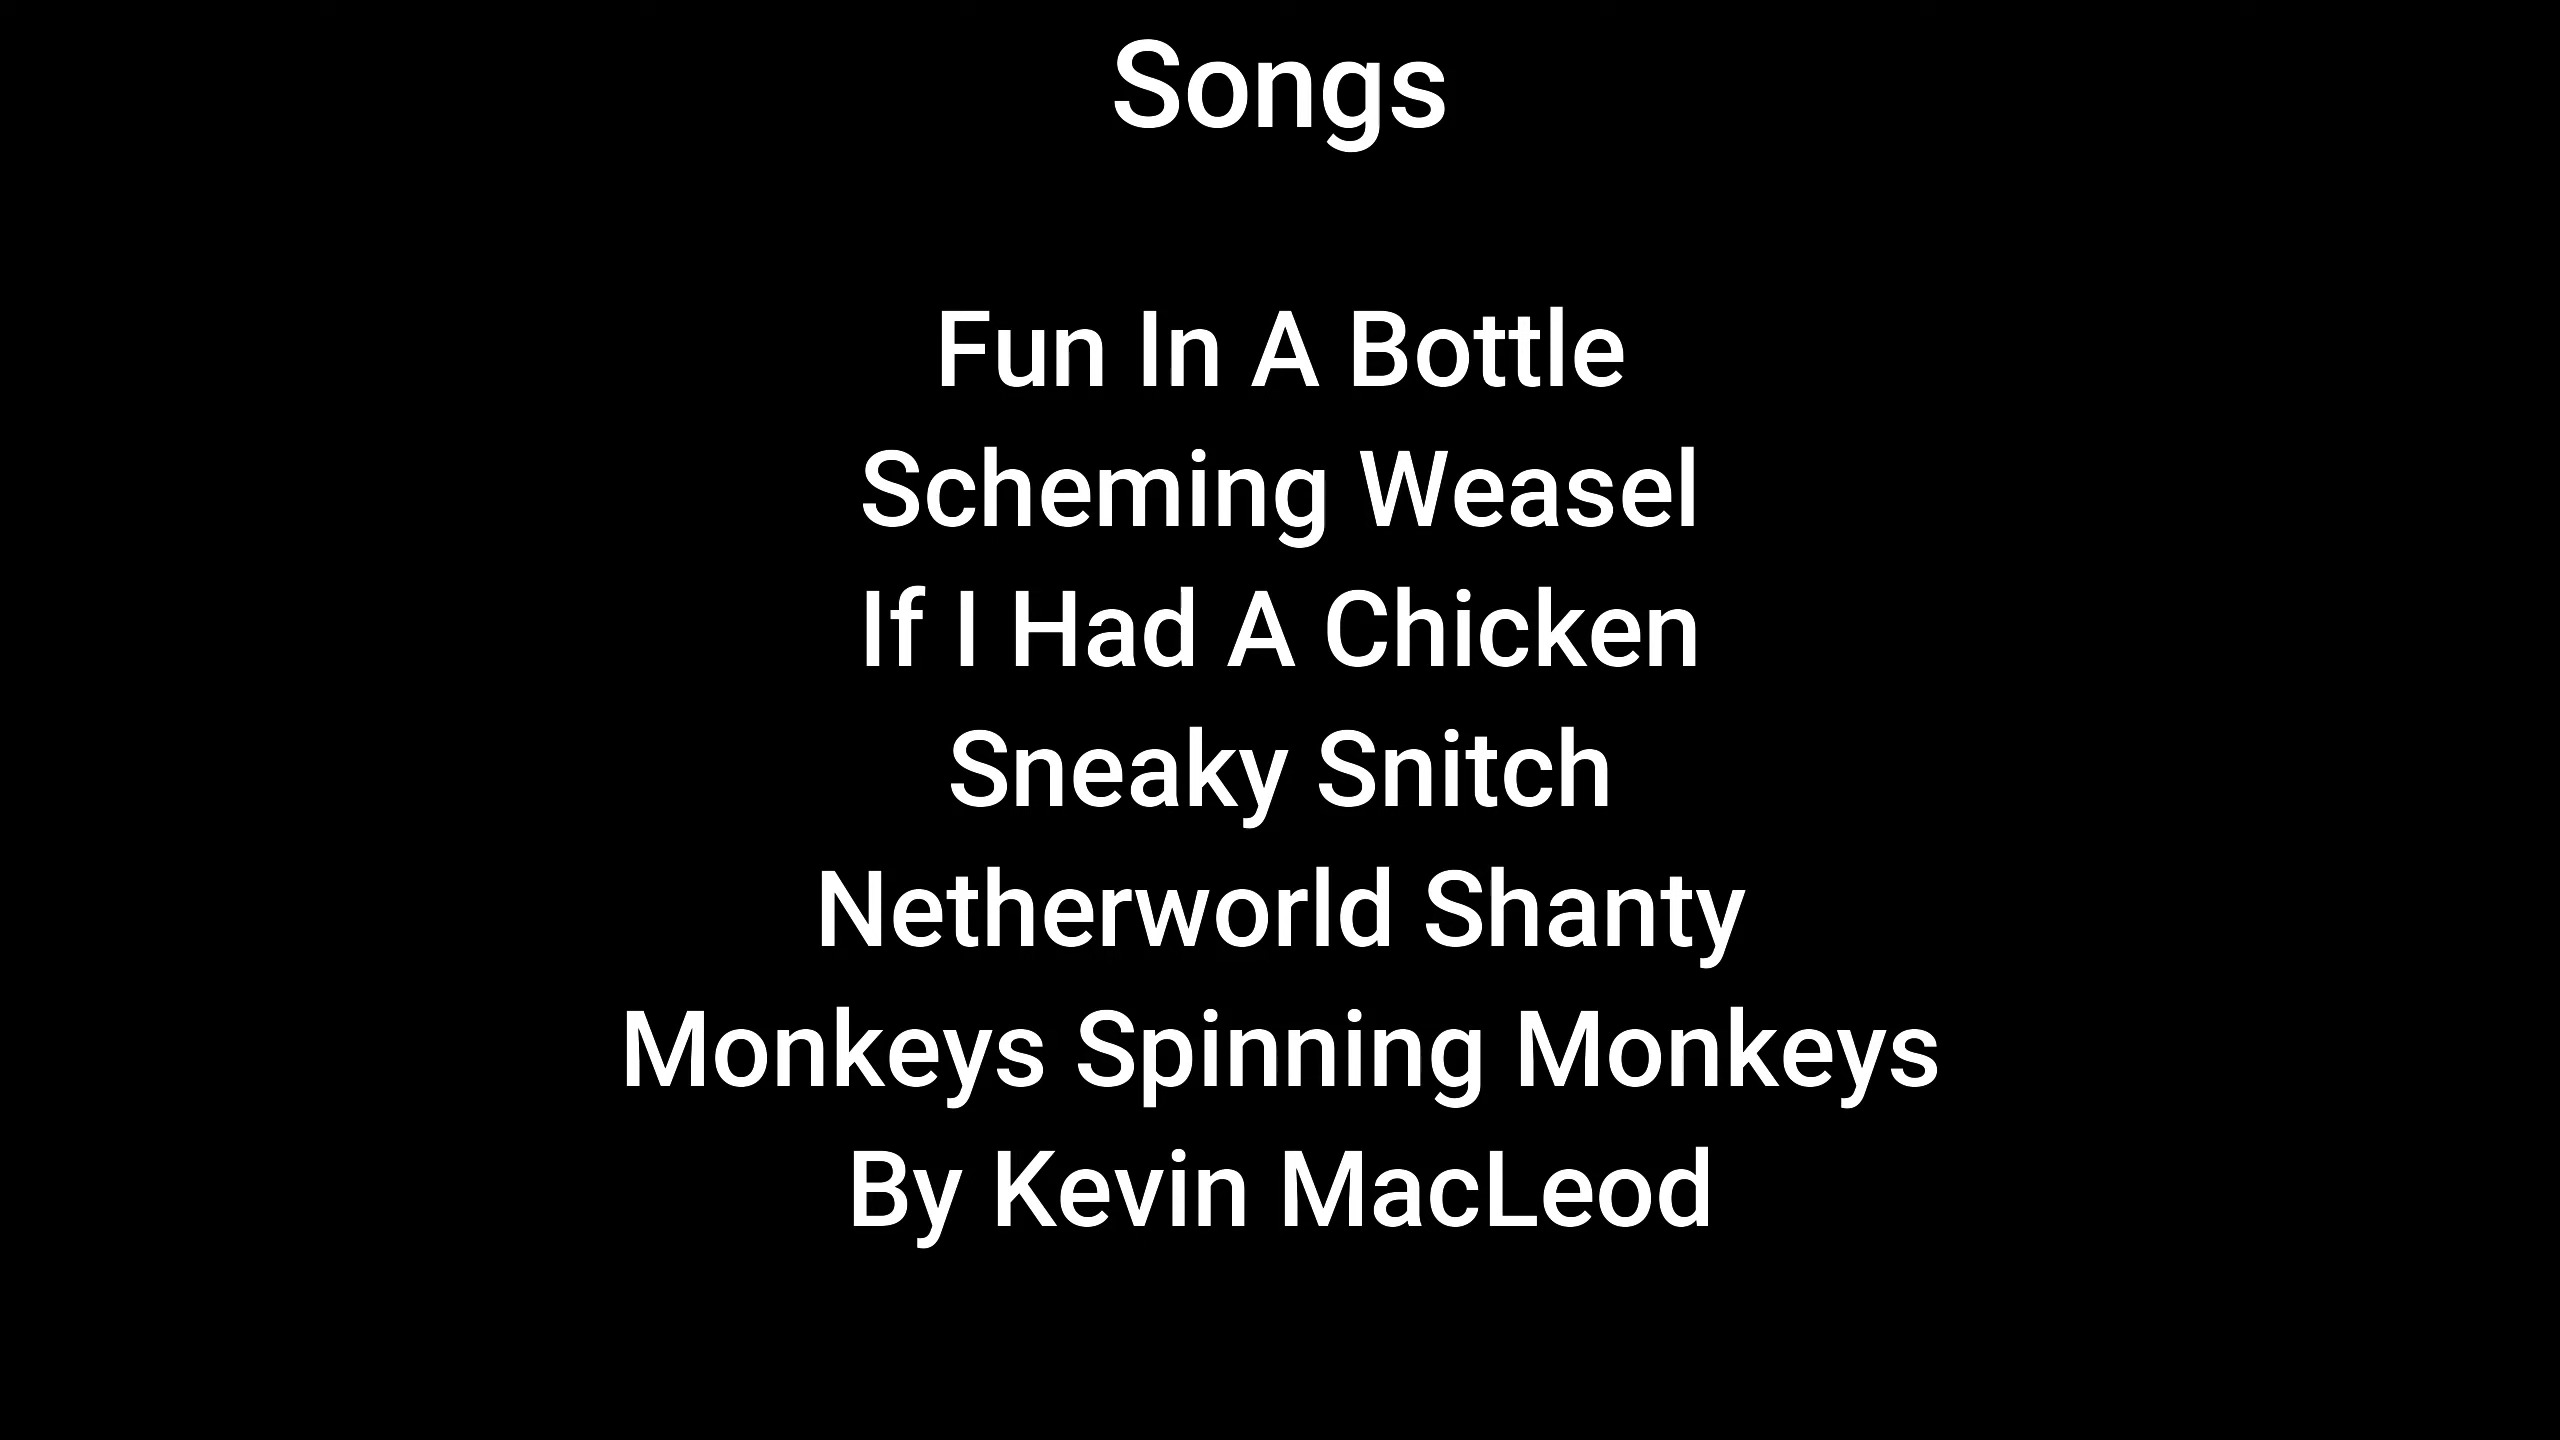 Songs
Fun In A Bottle
Scheming Weasel
If I Had A Chicken
Sneaky Snitch
Netherworld Shanty
Monkeys Spinning Monkeys
By Kevin MacLeod